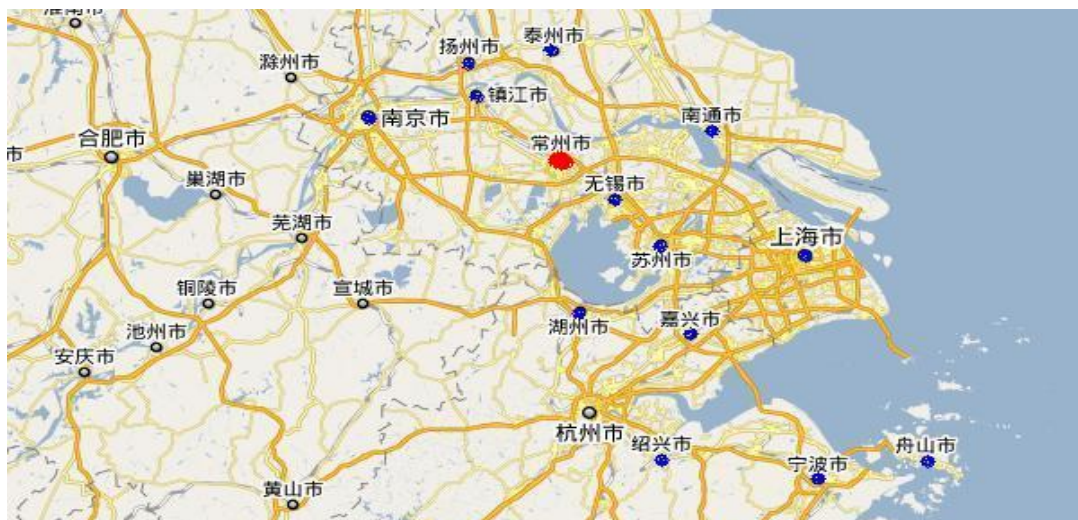 泰州市
扬州市
滁州市
镇江市
南京市
南通市
合肥市
常州市
市
巢湖市
无锡市
芜湖市
上海市
苏州市
铜陵市
宣城市
湖州市
嘉兴市
池州市
安庆市
杭州市
绍兴市
舟山市
宁波市
黄山市